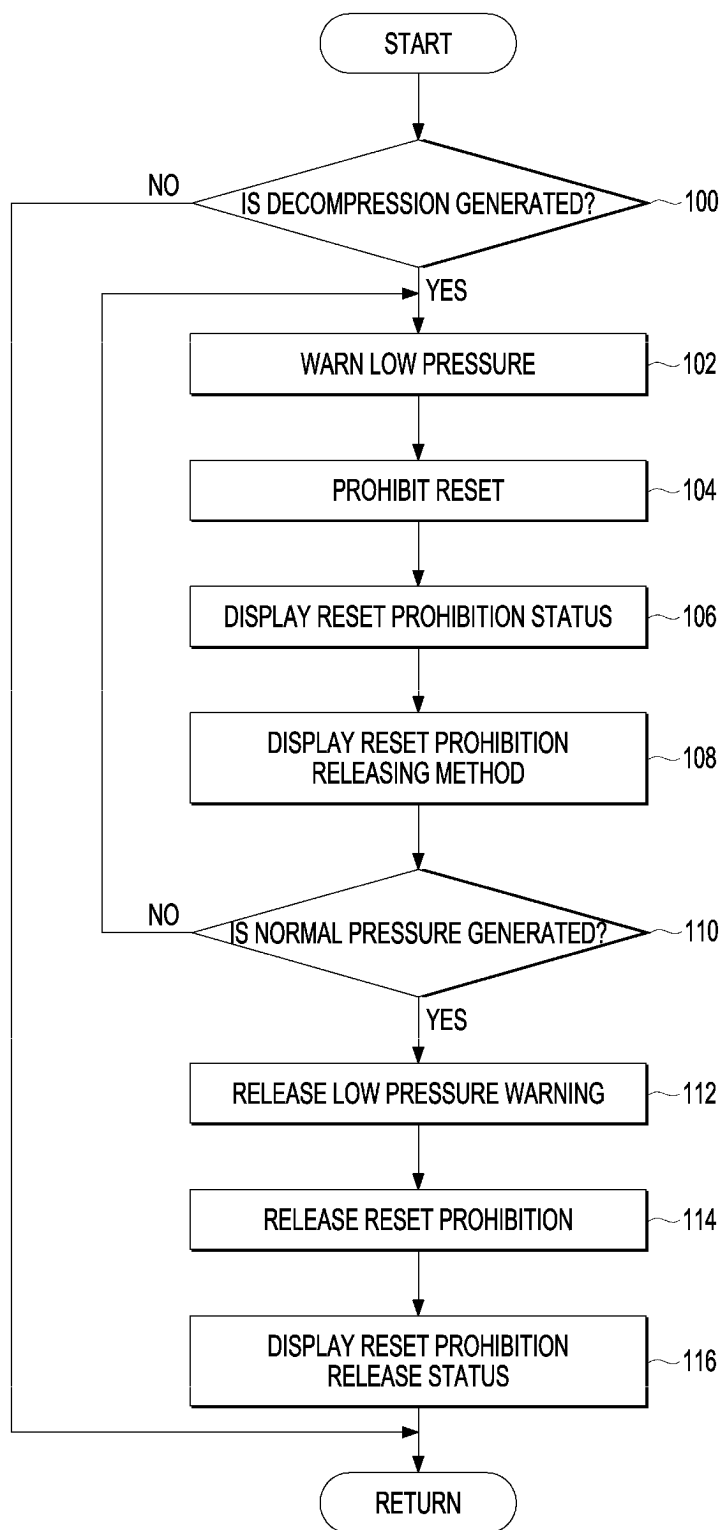 START
NO
IS DECOMPRESSION GENERATED?
100
YES
WARN LOW PRESSURE
102
PROHIBIT RESET
104
DISPLAY RESET PROHIBITION STATUS
106
DISPLAY RESET PROHIBITION
RELEASING METHOD
108
NO
IS NORMAL PRESSURE GENERATED?
110
YES
RELEASE LOW PRESSURE WARNING
112
RELEASE RESET PROHIBITION
114
DISPLAY RESET PROHIBITION
RELEASE STATUS
116
RETURN